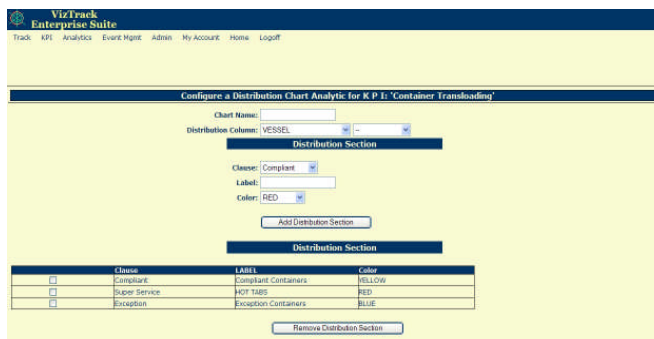 VizTrack
Enterprise Suite
Track KPI Analytics Event Mgmt Admin My Account Home Logoff
Configure a Distribution Chart Analytic for K P I: 'Container Transloading'
Chart Name:
Distribution Column: VESSEL --
Distribution Section
Clause: Compliant
Label:
Color: RED
Add Distribution Section
Distribution Section
Clause LABEL Color
Compliant Compliant Containers YELLOW
Super Service HOT TABS RED
Exception Exception Containers BLUE
Remove Distribution Section